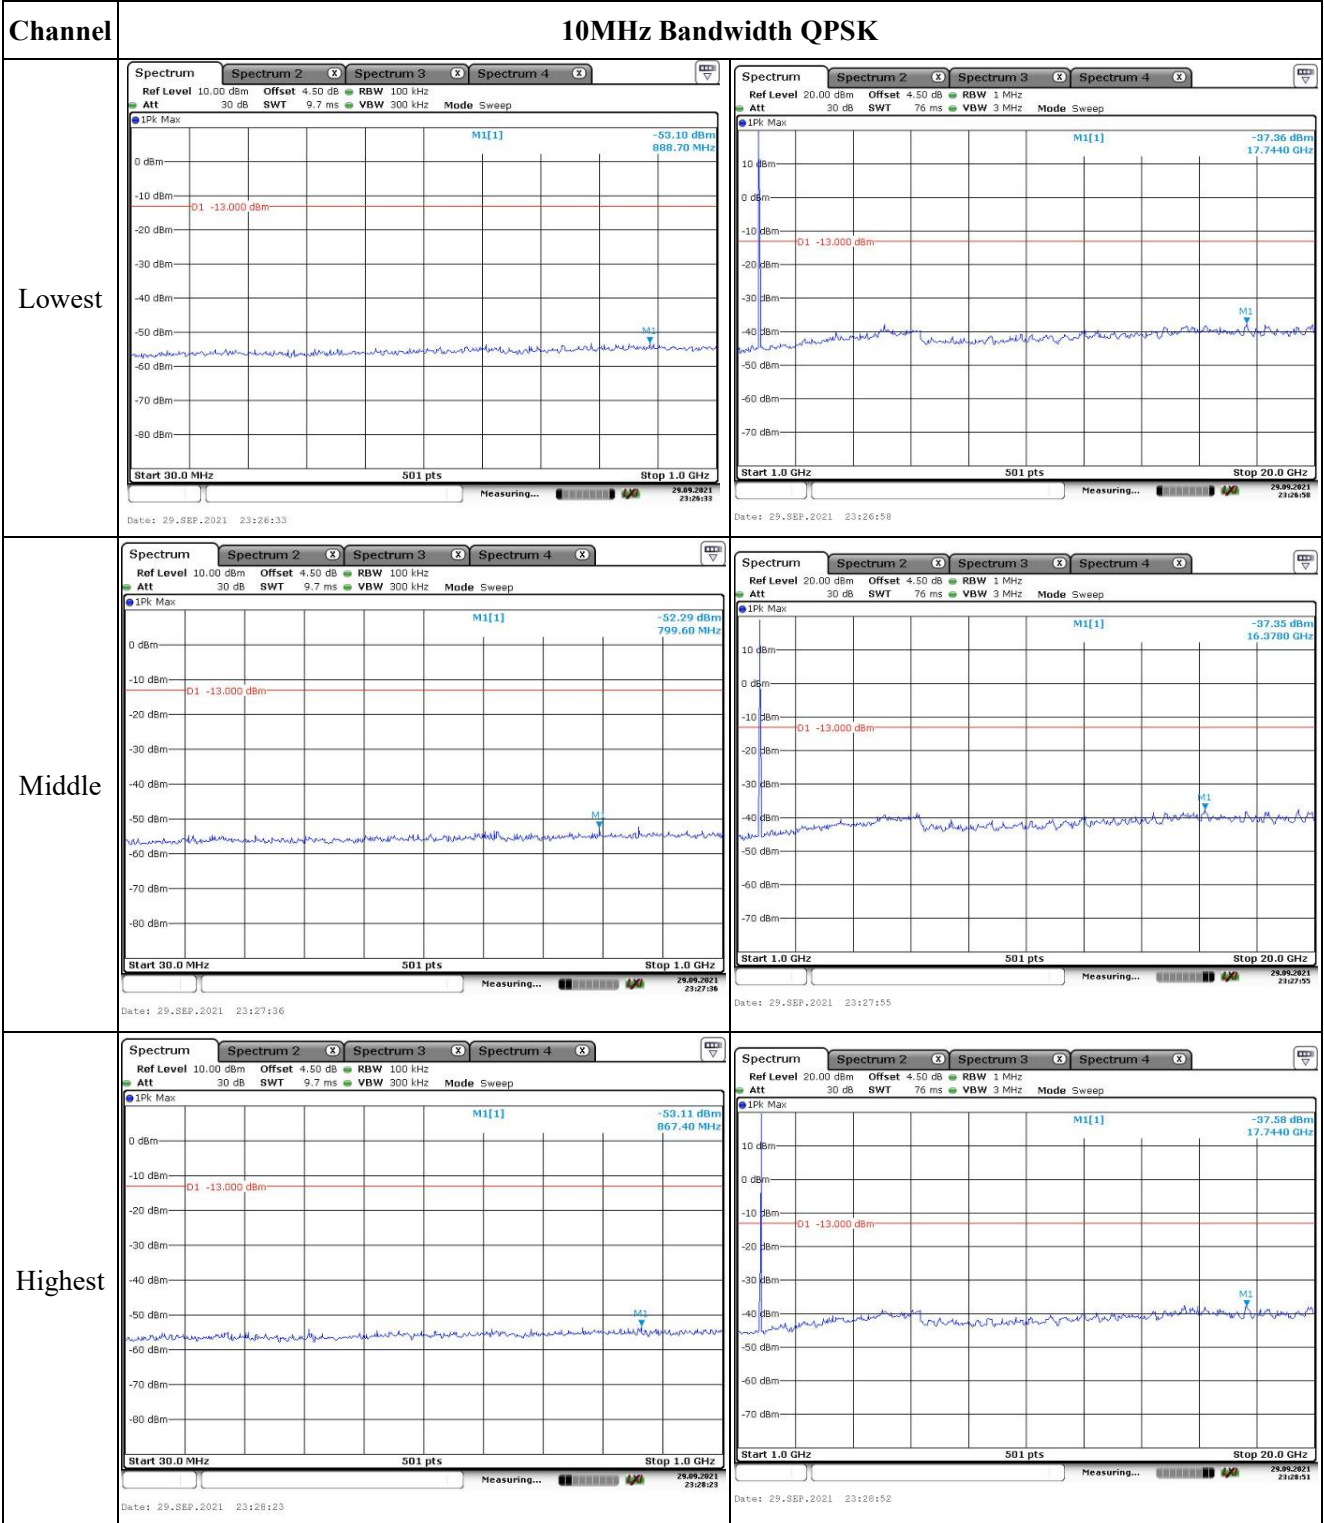 Channel 10MHz Bandwidth QPSK
Lowest
Spectrum Spectrum 2 X Spectrum 3 X Spectrum 4 X
Ref Level 10.00 dBm Offset 4.50 dB RBW 100 kHz
Att 30 dB SWT 9.7 ms VBW 300 kHz Mode Sweep
1Pk Max
M1[1] -53.10 dBm
888.70 MHz
0 dBm
-10 dBm
D1 -13.000 dBm
-20 dBm
-30 dBm
-40 dBm
-50 dBm
M1
-60 dBm
-70 dBm
-80 dBm
Start 30.0 MHz 501 pts Stop 1.0 GHz
Measuring... 29.09.2021
23:26:33
Date: 29.SEP.2021 23:26:33
Spectrum Spectrum 2 X Spectrum 3 X Spectrum 4 X
Ref Level 20.00 dBm Offset 4.50 dB RBW 1 MHz
Att 30 dB SWT 76 ms VBW 3 MHz Mode Sweep
1Pk Max
M1[1] -37.36 dBm
17.7440 GHz
10 dBm
0 dBm
-10 dBm
D1 -13.000 dBm
-20 dBm
-30 dBm
M1
-40 dBm
-50 dBm
-60 dBm
-70 dBm
Start 1.0 GHz 501 pts Stop 20.0 GHz
Measuring... 29.09.2021
23:26:58
Date: 29.SEP.2021 23:26:58
Middle
Spectrum Spectrum 2 X Spectrum 3 X Spectrum 4 X
Ref Level 10.00 dBm Offset 4.50 dB RBW 100 kHz
Att 30 dB SWT 9.7 ms VBW 300 kHz Mode Sweep
1Pk Max
M1[1] -52.29 dBm
799.60 MHz
0 dBm
-10 dBm
D1 -13.000 dBm
-20 dBm
-30 dBm
-40 dBm
-50 dBm
M1
-60 dBm
-70 dBm
-80 dBm
Start 30.0 MHz 501 pts Stop 1.0 GHz
Measuring... 29.09.2021
23:27:36
Date: 29.SEP.2021 23:27:36
Spectrum Spectrum 2 X Spectrum 3 X Spectrum 4 X
Ref Level 20.00 dBm Offset 4.50 dB RBW 1 MHz
Att 30 dB SWT 76 ms VBW 3 MHz Mode Sweep
1Pk Max
M1[1] -37.35 dBm
16.3780 GHz
10 dBm
0 dBm
-10 dBm
D1 -13.000 dBm
-20 dBm
-30 dBm
M1
-40 dBm
-50 dBm
-60 dBm
-70 dBm
Start 1.0 GHz 501 pts Stop 20.0 GHz
Measuring... 29.09.2021
23:27:55
Date: 29.SEP.2021 23:27:55
Highest
Spectrum Spectrum 2 X Spectrum 3 X Spectrum 4 X
Ref Level 10.00 dBm Offset 4.50 dB RBW 100 kHz
Att 30 dB SWT 9.7 ms VBW 300 kHz Mode Sweep
1Pk Max
M1[1] -53.11 dBm
867.40 MHz
0 dBm
-10 dBm
D1 -13.000 dBm
-20 dBm
-30 dBm
-40 dBm
-50 dBm
M1
-60 dBm
-70 dBm
-80 dBm
Start 30.0 MHz 501 pts Stop 1.0 GHz
Measuring... 29.09.2021
23:28:23
Date: 29.SEP.2021 23:28:23
Spectrum Spectrum 2 X Spectrum 3 X Spectrum 4 X
Ref Level 20.00 dBm Offset 4.50 dB RBW 1 MHz
Att 30 dB SWT 76 ms VBW 3 MHz Mode Sweep
1Pk Max
M1[1] -37.58 dBm
17.7440 GHz
10 dBm
0 dBm
-10 dBm
D1 -13.000 dBm
-20 dBm
-30 dBm
M1
-40 dBm
-50 dBm
-60 dBm
-70 dBm
Start 1.0 GHz 501 pts Stop 20.0 GHz
Measuring... 29.09.2021
23:28:51
Date: 29.SEP.2021 23:28:52